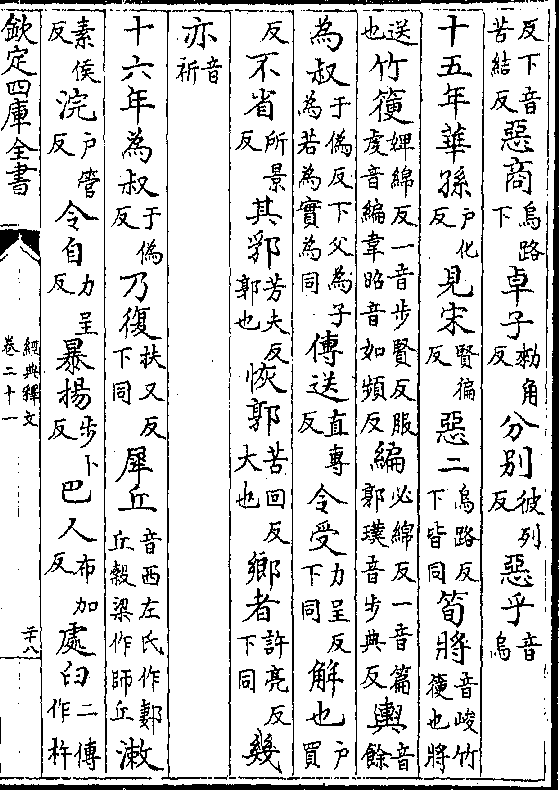 反下音苦結反惡商烏路下卓子勑角反分別彼列反惡乎音烏
十五年華孫户化反見宋賢徧反惡二烏路反下皆同筍將音峻竹箯也將
送也竹箯婢綿反一音步賢反服虔音編韋昭音如頻反編必綿反一音篇郭璞音步典反輿音餘
為叔于偽反下父為子為若為實為同傳送直專反令受力呈反下同解也户買
反不省所景反其郛芳夫反郭也恢郭苦回反大也鄉者許亮反下同幾
亦音祈
十六年為叔于偽反乃復扶又反下同犀丘音西左氏作郪丘榖梁作師丘漱
素侯反浣户管反令自力呈反暴揚步卜反巴人布加反處臼二傳作杵
欽定四庫全書
經典釋文
卷二十一